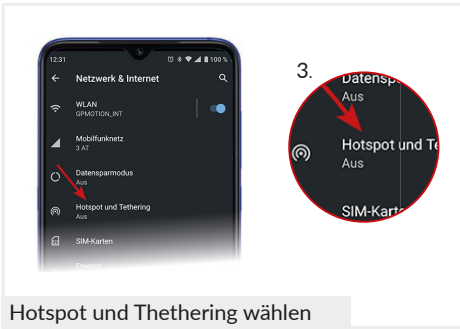 12:31
100 %
Netzwerk & Internet
WLAN
GPMOTION_INT
Mobilfunknetz
3 AT
Datensparmodus
Aus
Hotspot und Tethering
Aus
SIM-Karten
3.
Datensp
Aus
Hotspot und Te
Aus
SIM-Karte
Hotspot und Thethering wählen